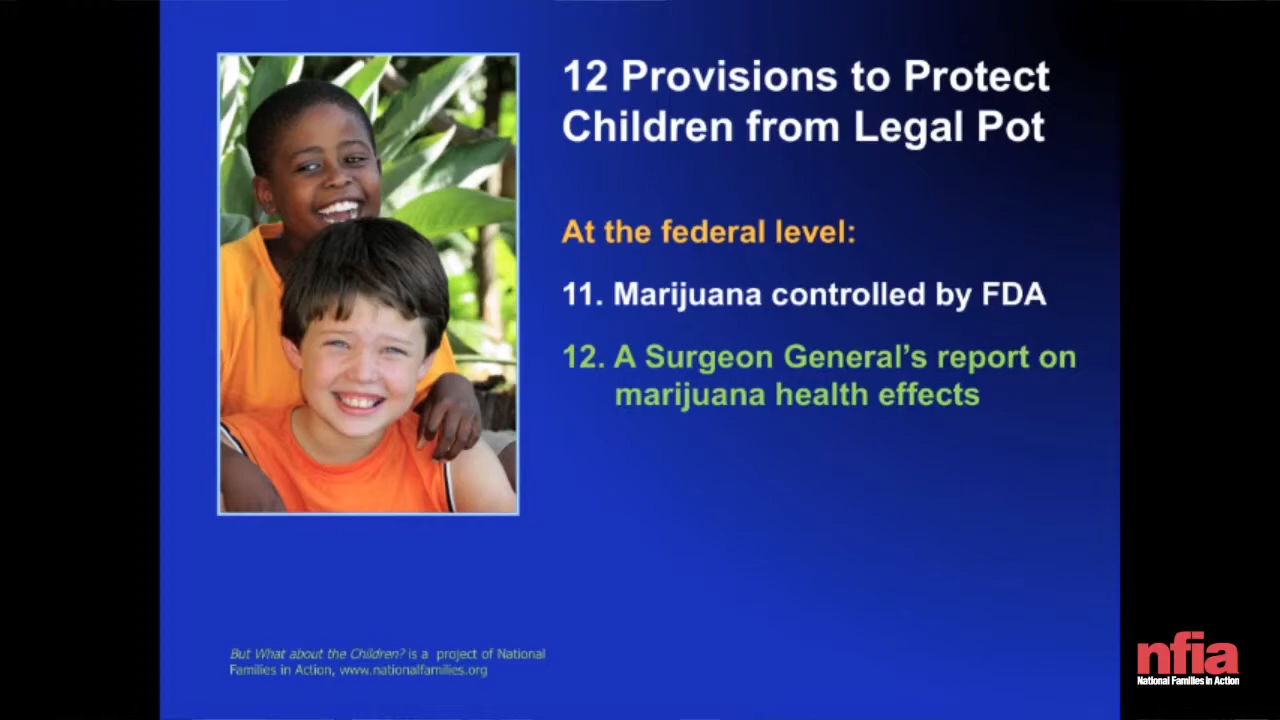 12 Provisions to Protect
Children from Legal Pot
At the federal level:
11. Marijuana controlled by FDA
12. A Surgeon General’s report on
marijuana health effects
But What about the Children? is a project of National
Families in Action, www.nationalfamilies.org
nfia
National Families in Action